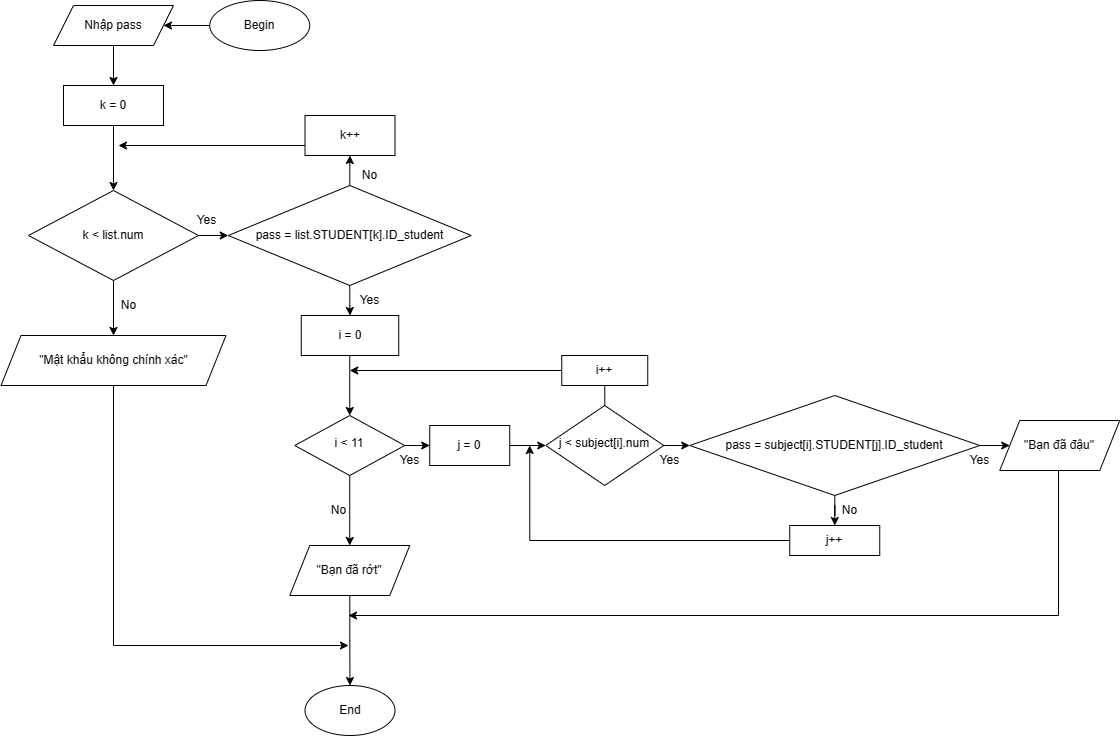 Nhập pass
Begin
k = 0
k++
No
k < list.num
Yes
pass = list.STUDENT[k].ID_student
No
Yes
"Mật khẩu không chính xác"
i = 0
i++
i < 11
Yes
j = 0
j < subject[i].num
Yes
pass = subject[i].STUDENT[j].ID_student
Yes
"Bạn đã đậu"
No
No
j++
"Bạn đã rớt"
End